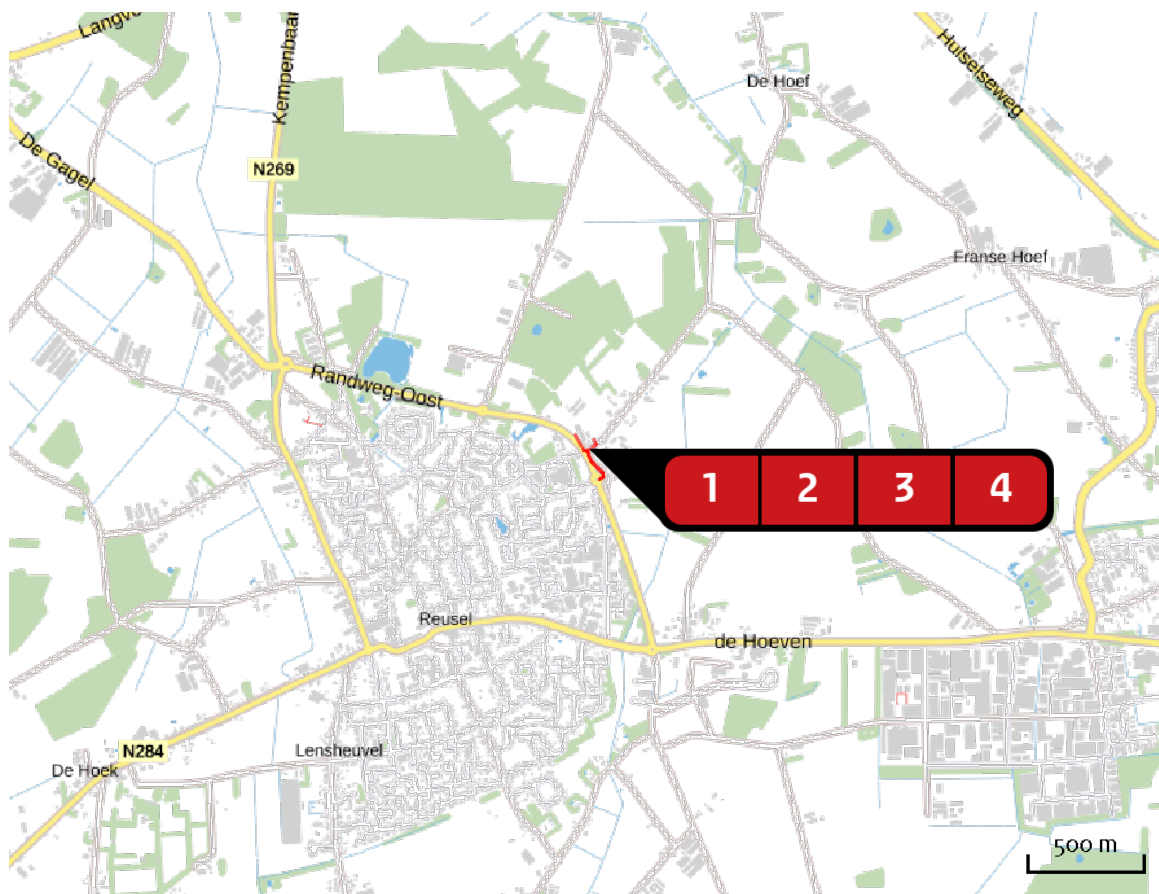 Langvo
Kempenbaan
Hulselseweg
De Hoef
De Gagel
N269
Franse Hoef
Randweg-Oost
1 2 3 4
Reusel
de Hoeven
N284
Lensheuvel
De Hoek
500 m